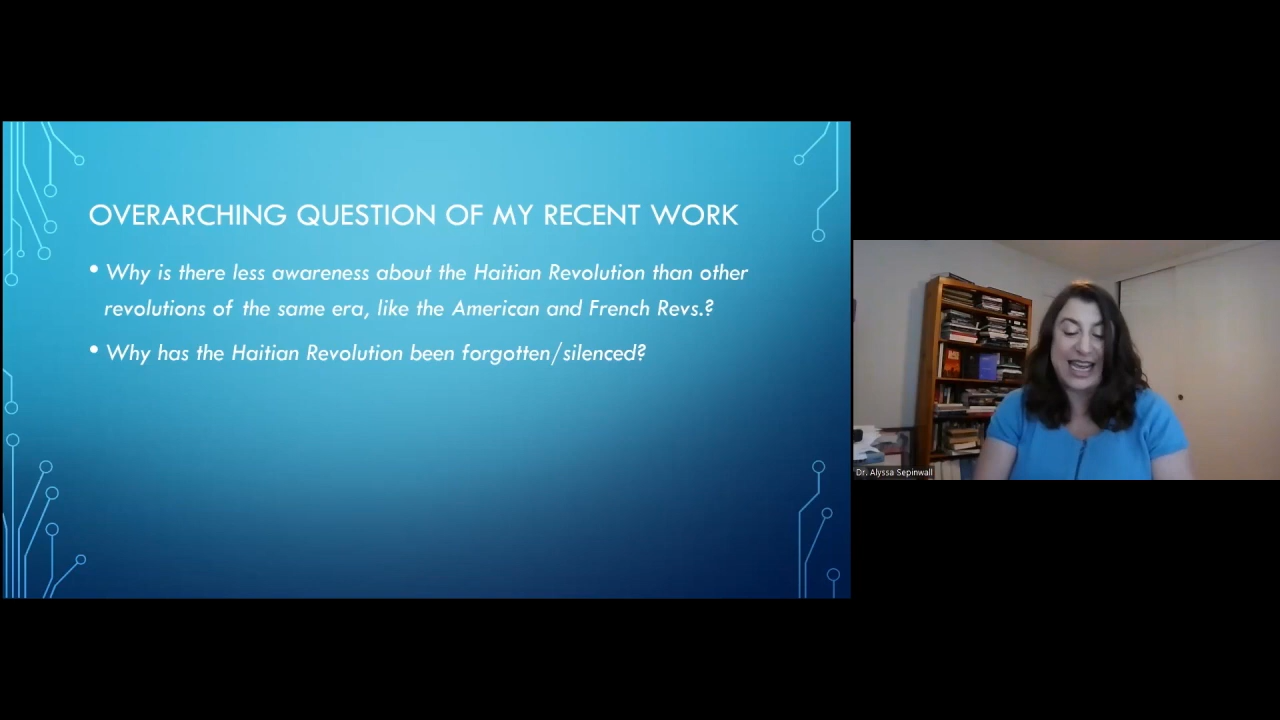 OVERARCHING QUESTION OF MY RECENT WORK
• Why is there less awareness about the Haitian Revolution than other
revolutions of the same era, like the American and French Revs.?
• Why has the Haitian Revolution been forgotten/silenced?
Dr. Alyssa Sepinwall